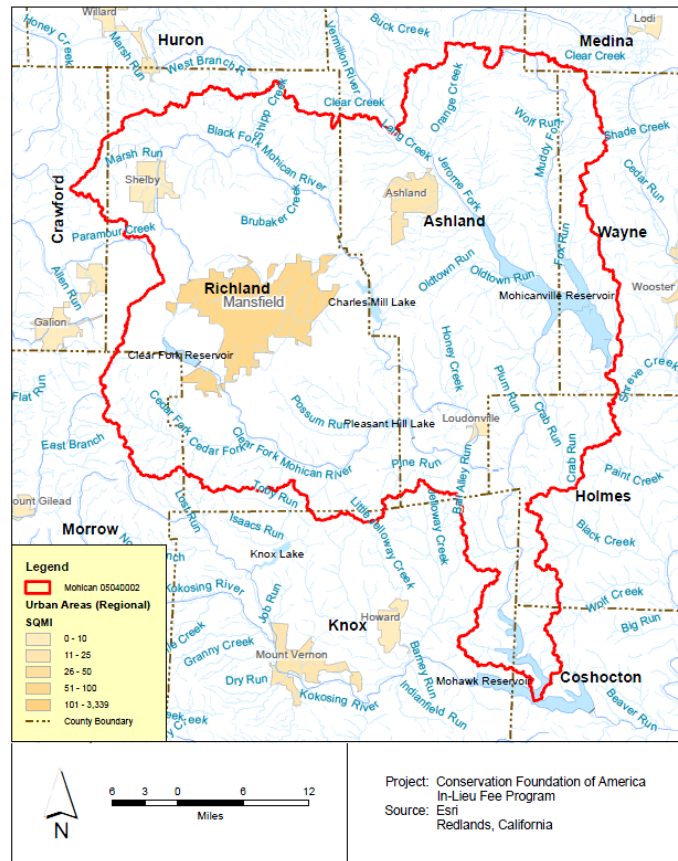 Willard
Honey Creek
Marsh Run
Huron
West Branch R
Vermilion River
Buck Creek
Lodi
Medina
Clear Creek
Shipp Creek
Clear Creek
Orange Creek
Lang Creek
Wolf Run
Muddy Fork
Shade Creek
Black Fork Mohican River
Marsh Run
Shelby
Jerome Fork
Cedar Run
Ashland
Crawford
Brubaker Creek
Ashland
Paramour Creek
Wayne
Fox Run
Allen Run
Oldtown Run
Oldtown Run
Richland
Mansfield
Mohicanville Reservoir
Wooster
Charles Mill Lake
Galion
Clear Fork Reservoir
Honey Creek
Shreve Creek
Flat Run
Plum Run
Cedar Fork
Cedar Fork
Possum Run
Pleasant Hill Lake
Loudonville
Crab Run
East Branch
Clear Fork Mohican River
Pine Run
Ball Alley Run
Crab Run
Paint Creek
Mount Gilead
Toby Run
Holmes
Lost Run
Isaacs Run
Little Jelloway Creek
Jelloway Creek
Morrow
Black Creek
Knox Lake
Kokosing River
Job Run
Wolf Creek
Knox
Howard
Big Run
Granny Creek
Mount Vernon
Barney Run
Dry Run
Mohawk Reservoir
Coshocton
Kokosing River
Indianfield Run
Beaver Run
Legend
Mohican 05040002
Urban Areas (Regional)
SQMI
0 - 10
11 - 25
26 - 50
51 - 100
101 - 3,339
County Boundary
N
6 3 0 6 12
Miles
Project: Conservation Foundation of America
In-Lieu Fee Program
Source: Esri
Redlands, California